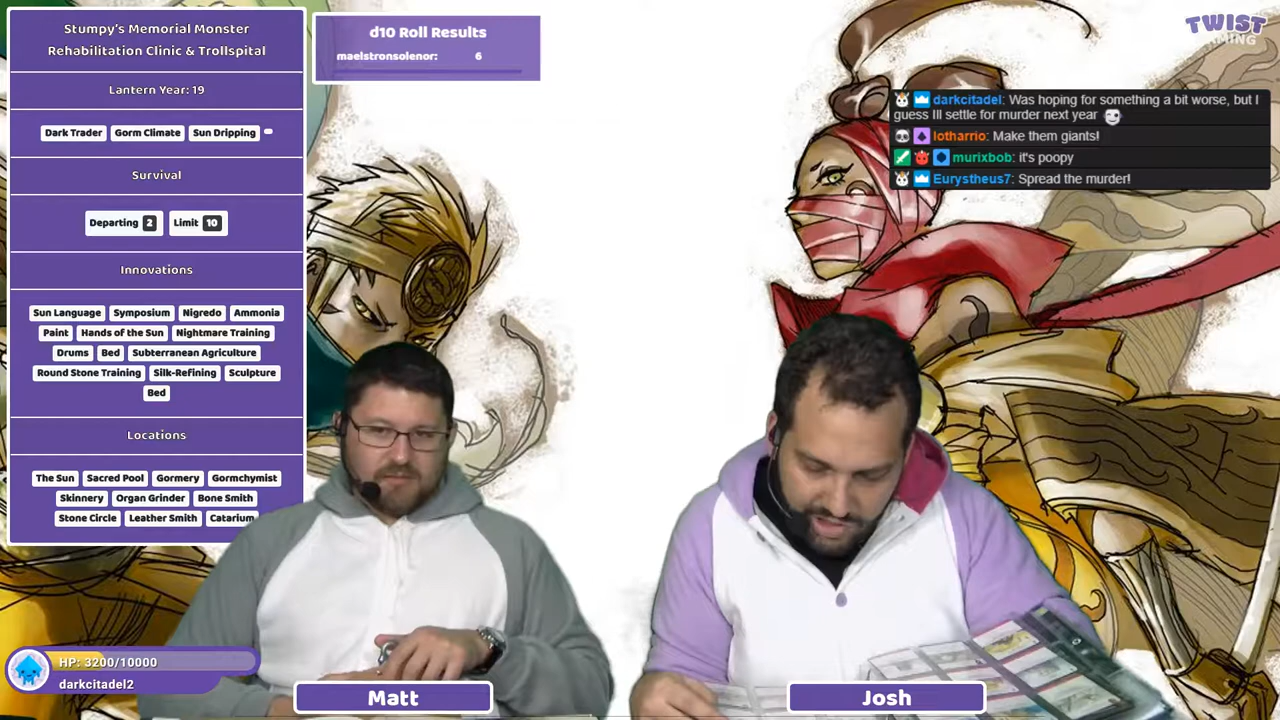 Stumpy's Memorial Monster
Rehabilitation Clinic & Trollspital
Lantern Year: 19
Dark Trader Gorm Climate Sun Dripping
Survival
Departing 2 Limit 10
Innovations
Sun Language Symposium Nigredo Ammonia
Paint Hands of the Sun Nightmare Training
Drums Bed Subterranean Agriculture
Round Stone Training Silk-Refining Sculpture
Bed
Locations
The Sun Sacred Pool Gormery Gormchymist
Skinnery Organ Grinder Bone Smith
Stone Circle Leather Smith Catarium
HP: 3200/10000
darkcitadel2
d10 Roll Results
maelstronsolenor: 6
TWIST
GAMING
darkcitadel: Was hoping for something a bit worse, but I
guess Ill settle for murder next year
lotharrio: Make them giants!
murixbob: it's poopy
Eurystheus7: Spread the murder!
Matt
Josh